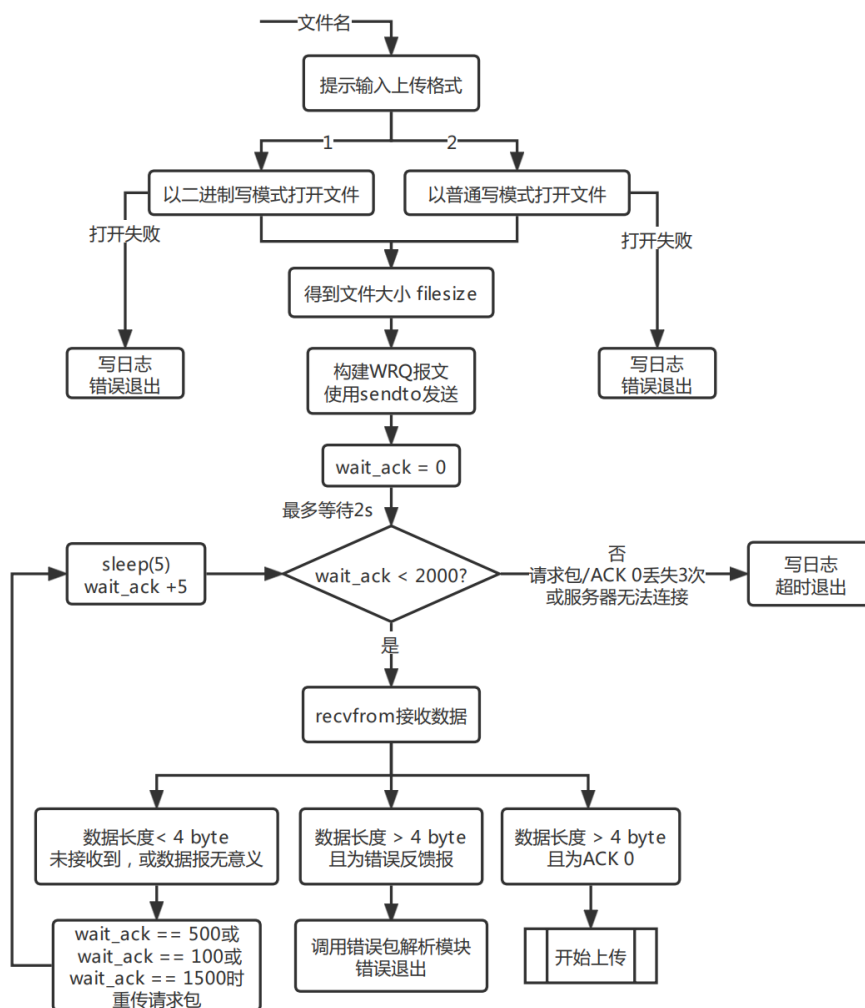 文件名
提示输入上传格式
1
2
以二进制写模式打开文件
以普通写模式打开文件
打开失败
打开失败
得到文件大小 filesize
写日志
错误退出
构建WRQ报文
使用sendto发送
写日志
错误退出
wait_ack = 0
最多等待2s
sleep(5)
wait_ack +5
wait_ack < 2000?
否
请求包/ACK 0丢失3次
或服务器无法连接
写日志
超时退出
是
recvfrom接收数据
数据长度< 4 byte
未接收到，或数据报无意义
数据长度 > 4 byte
且为错误反馈报
数据长度 > 4 byte
且为ACK 0
wait_ack == 500或
wait_ack == 100或
wait_ack == 1500时
重传请求包
调用错误包解析模块
错误退出
开始上传